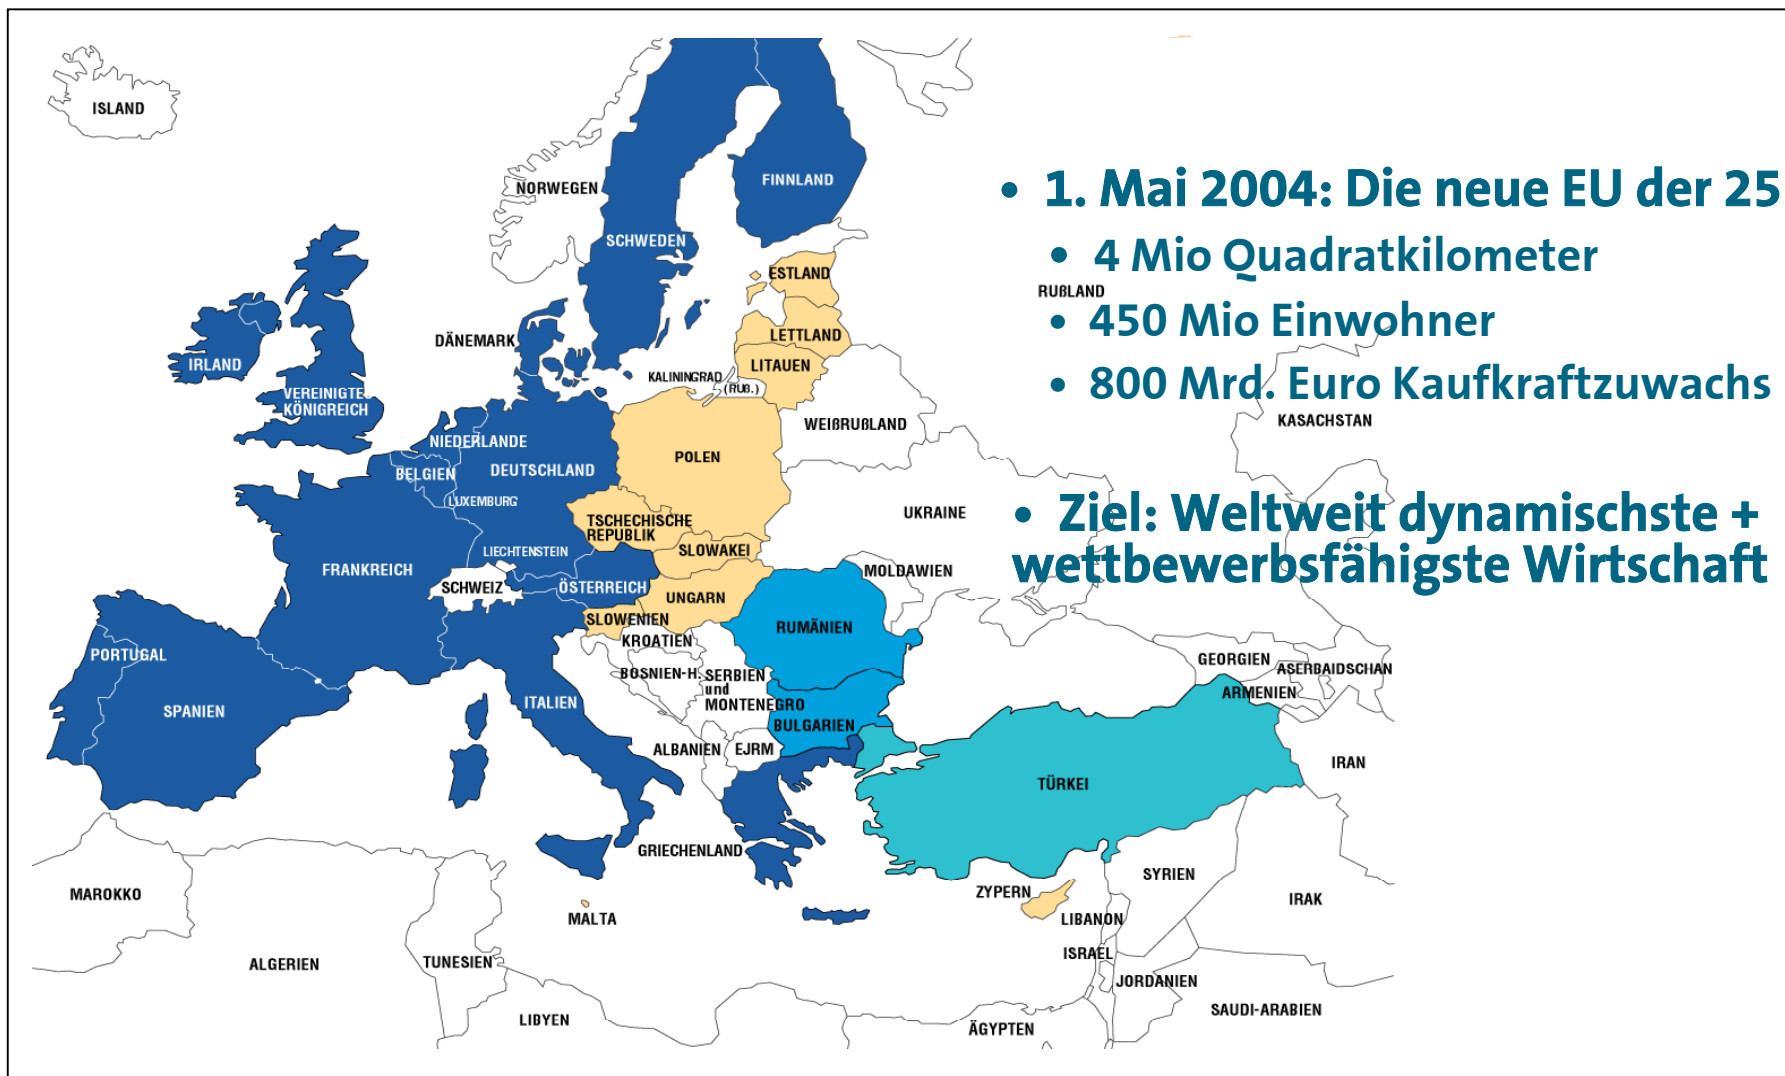 ISLAND
NORWEGEN
FINNLAND
SCHWEDEN
• 1. Mai 2004: Die neue EU der 25
• 4 Mio Quadratkilometer
ESTLAND
RUßLAND
• 450 Mio Einwohner
DÄNEMARK
LETTLAND
IRLAND
LITAUEN
KALININGRAD
(RUß.)
• 800 Mrd. Euro Kaufkraftzuwachs
VEREINIGTES
KÖNIGREICH
WEIßRUßLAND
KASACHSTAN
NIEDERLANDE
POLEN
BELGIEN
DEUTSCHLAND
LUXEMBURG
UKRAINE
• Ziel: Weltweit dynamischste +
wettbewerbsfähigste Wirtschaft
TSCHECHISCHE
REPUBLIK
SLOWAKEI
LIECHTENSTEIN
FRANKREICH
MOLDAWIEN
SCHWEIZ
ÖSTERREICH
UNGARN
SLOWENIEN
RUMÄNIEN
KROATIEN
PORTUGAL
GEORGIEN
ASERBAIDSCHAN
BOSNIEN-H.
SERBIEN
und
MONTENEGRO
ARMENIEN
SPANIEN
ITALIEN
BULGARIEN
ALBANIEN
EJRM
IRAN
TÜRKEI
GRIECHENLAND
MAROKKO
SYRIEN
ZYPERN
IRAK
MALTA
LIBANON
ISRAEL
ALGERIEN
TUNESIEN
JORDANIEN
SAUDI-ARABIEN
LIBYEN
ÄGYPTEN